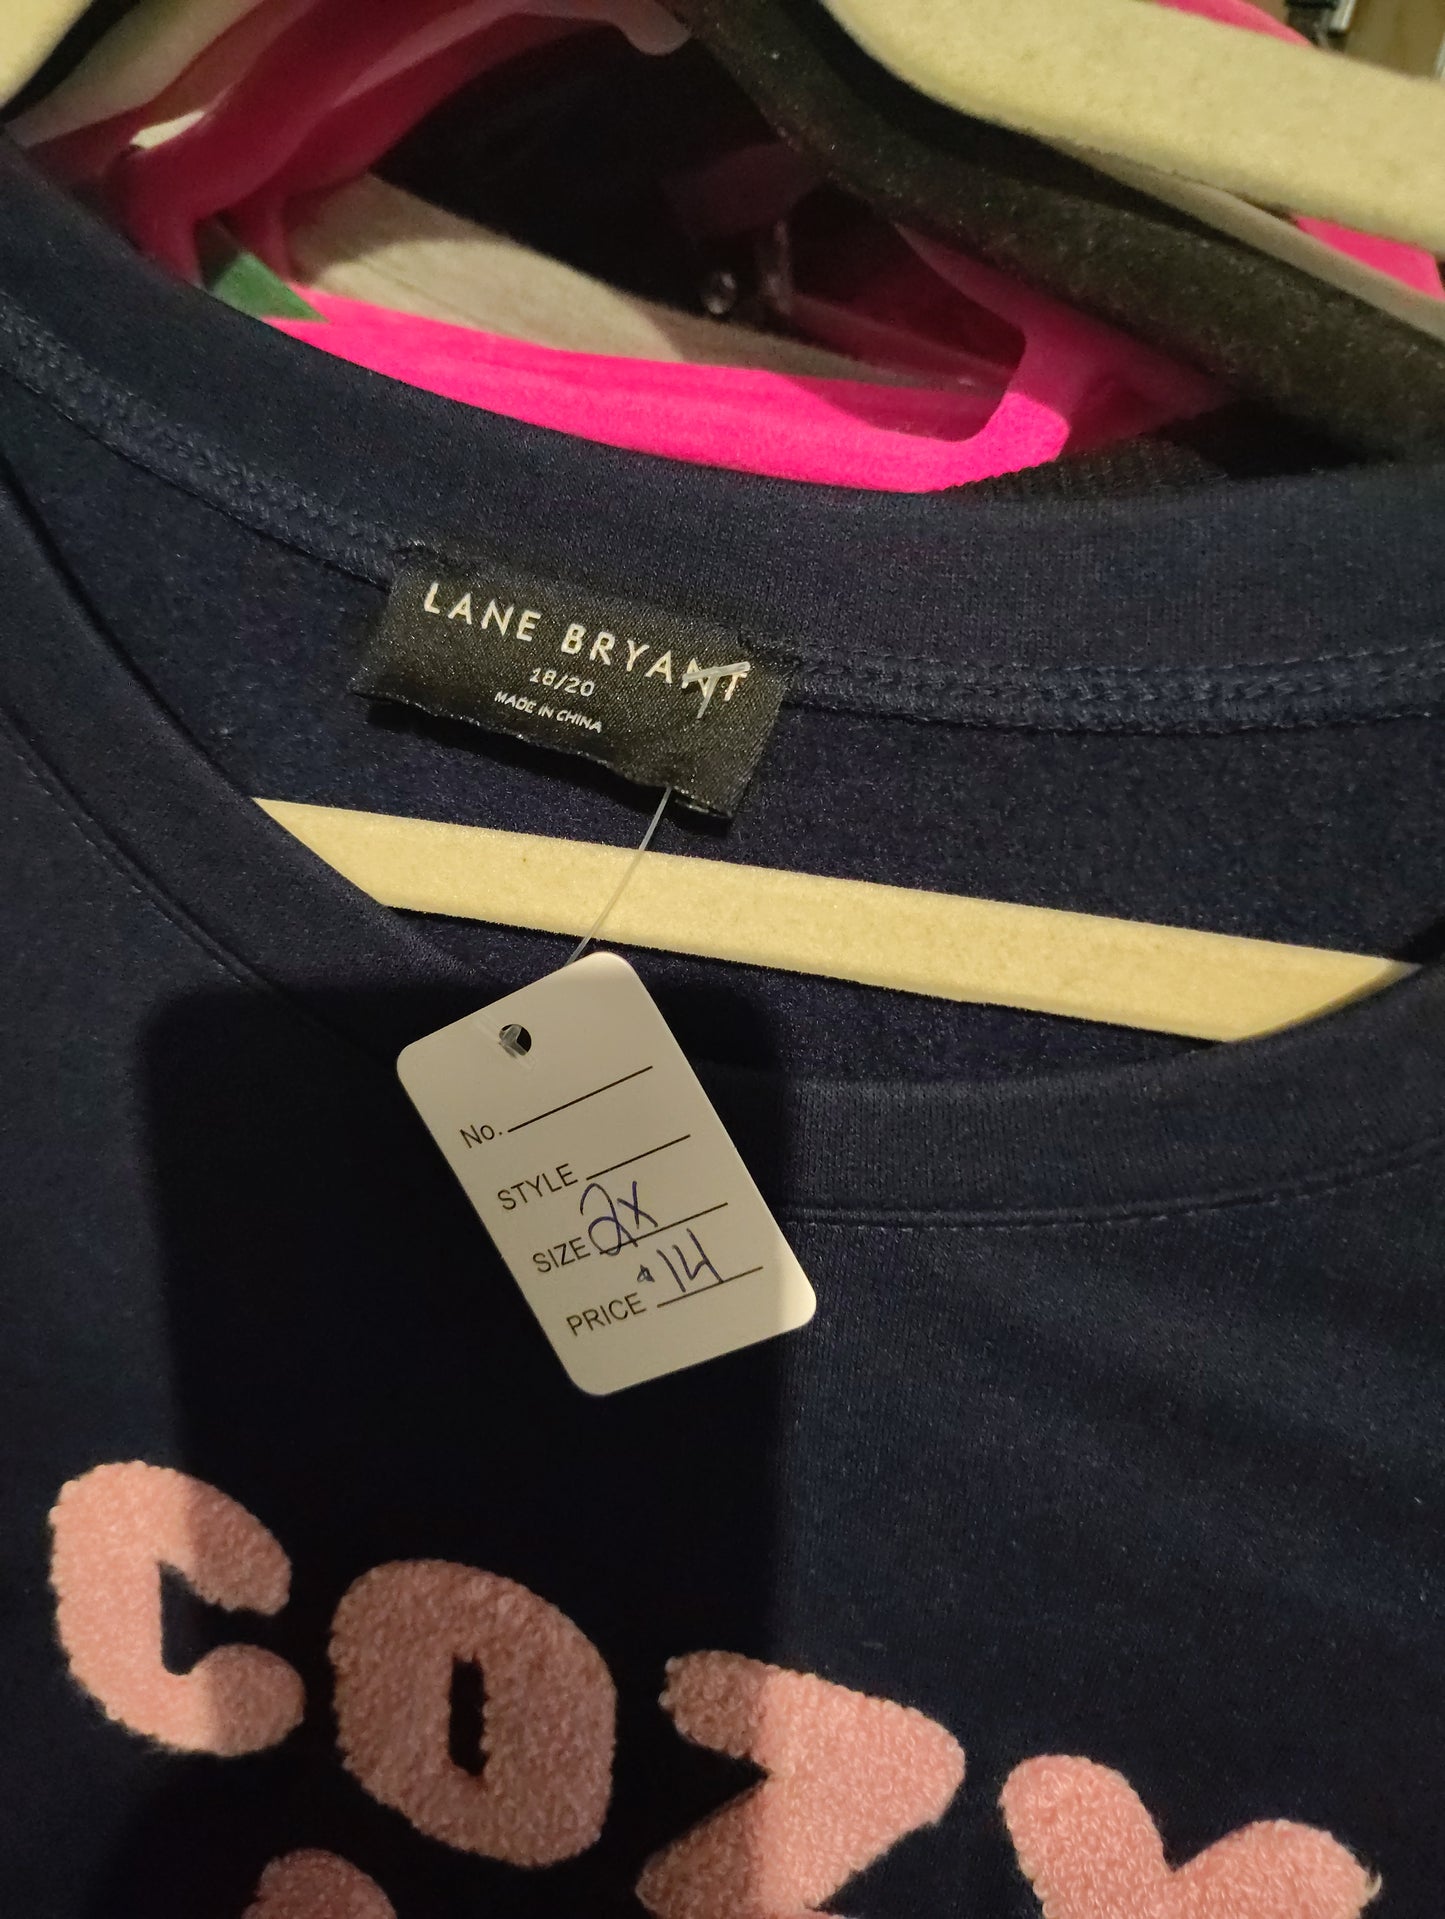 LANE BRYANT
18/20
MADE IN CHINA
No.
STYLE
SIZE 2x
PRICE $14
COZY